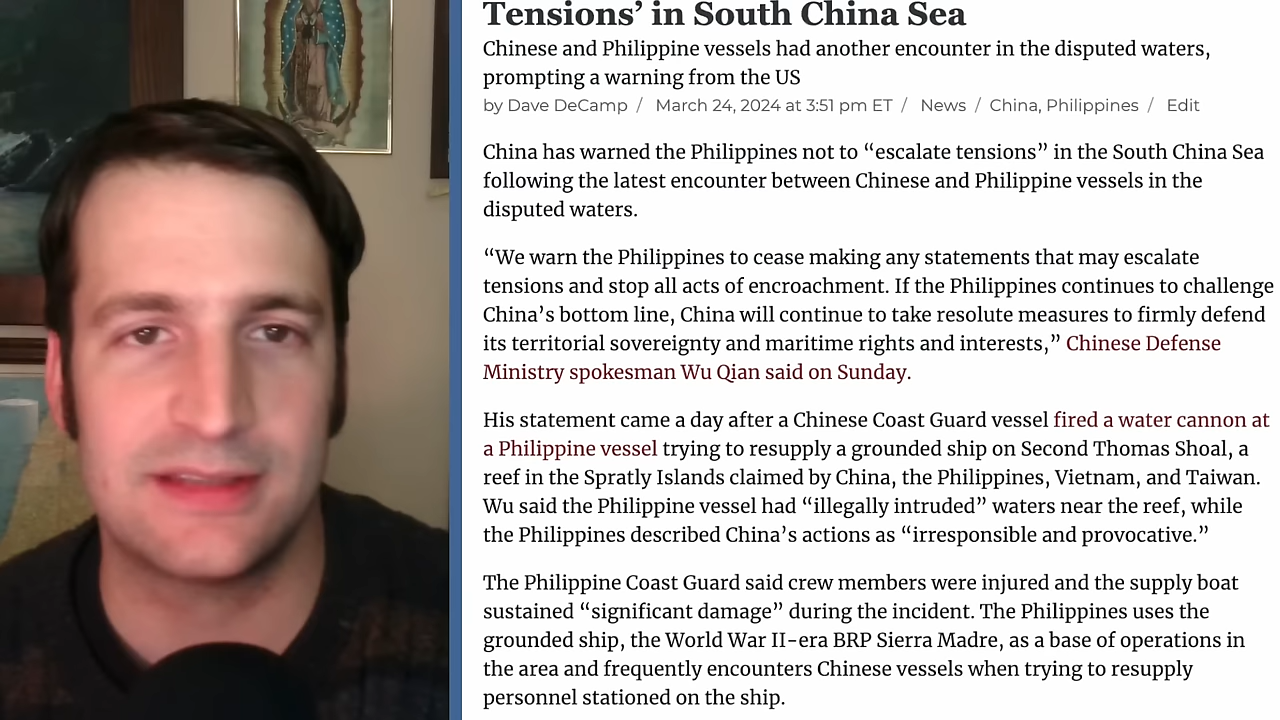 Tensions’ in South China Sea
Chinese and Philippine vessels had another encounter in the disputed waters,
prompting a warning from the US
by Dave DeCamp / March 24, 2024 at 3:51 pm ET / News / China, Philippines / Edit
China has warned the Philippines not to “escalate tensions” in the South China Sea
following the latest encounter between Chinese and Philippine vessels in the
disputed waters.
“We warn the Philippines to cease making any statements that may escalate
tensions and stop all acts of encroachment. If the Philippines continues to challenge
China’s bottom line, China will continue to take resolute measures to firmly defend
its territorial sovereignty and maritime rights and interests,” Chinese Defense
Ministry spokesman Wu Qian said on Sunday.
His statement came a day after a Chinese Coast Guard vessel fired a water cannon at
a Philippine vessel trying to resupply a grounded ship on Second Thomas Shoal, a
reef in the Spratly Islands claimed by China, the Philippines, Vietnam, and Taiwan.
Wu said the Philippine vessel had “illegally intruded” waters near the reef, while
the Philippines described China’s actions as “irresponsible and provocative.”
The Philippine Coast Guard said crew members were injured and the supply boat
sustained “significant damage” during the incident. The Philippines uses the
grounded ship, the World War II-era BRP Sierra Madre, as a base of operations in
the area and frequently encounters Chinese vessels when trying to resupply
personnel stationed on the ship.